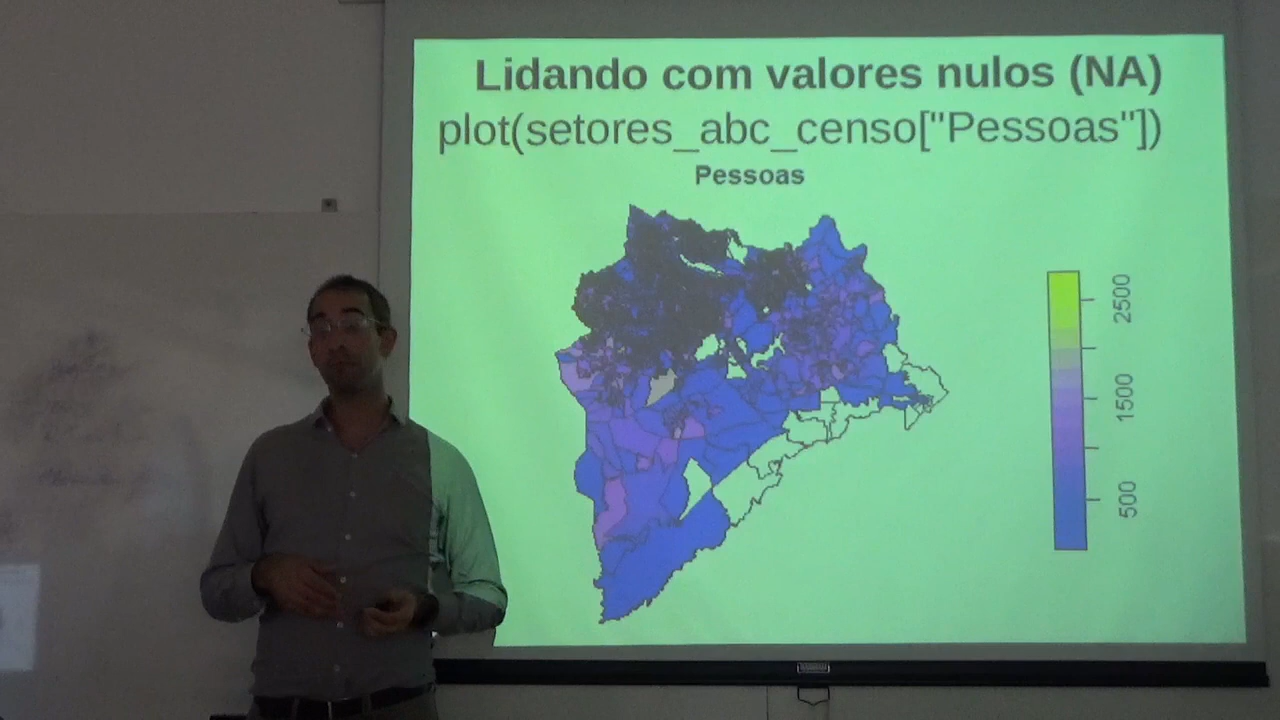 Lidando com valores nulos (NA)
plot(setores_abc_censo["Pessoas"])
Pessoas
2500
1500
500